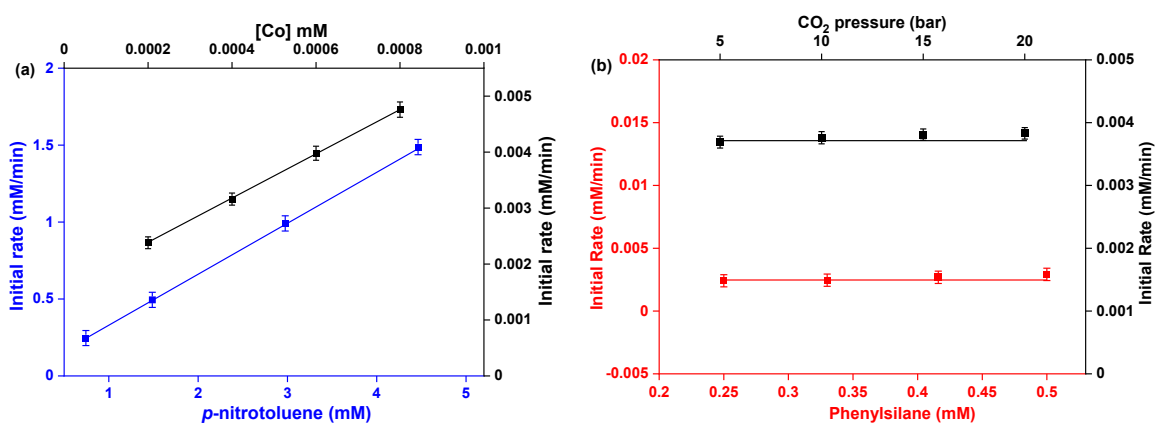 [Co] mM
0 0.0002 0.0004 0.0006 0.0008 0.001
(a)
2
1.5
1
0.5
0
Initial rate (mM/min)
0.005
0.004
0.003
0.002
0.001
0
Initial rate (mM/min)
1 2 3 4 5
p-nitrotoluene (mM)
CO₂ pressure (bar)
5 10 15 20
(b)
0.02
0.015
0.01
0.005
0
-0.005
Initial Rate (mM/min)
0.005
0.004
0.003
0.002
0.001
0
Initial Rate (mM/min)
0.2 0.25 0.3 0.35 0.4 0.45 0.5
Phenylsilane (mM)